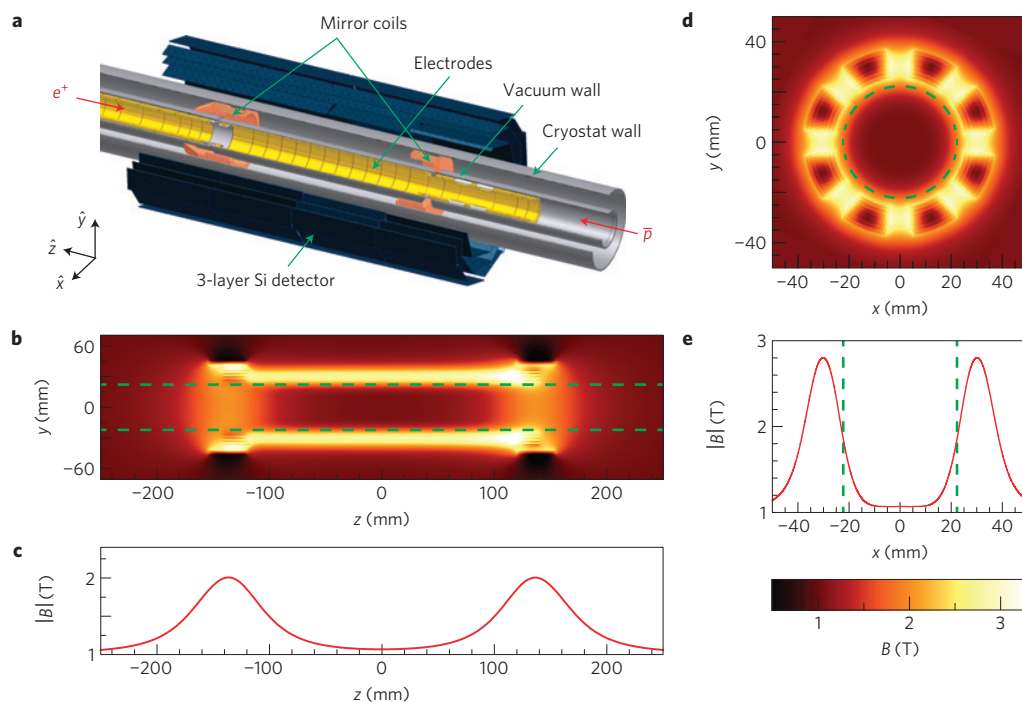 a
Mirror coils
Electrodes
Vacuum wall
Cryostat wall
e+
p̅
ŷ
ẑ
x̂
3-layer Si detector
b
60
0
−60
y (mm)
−200
−100
0
100
200
z (mm)
c
2
1
|B| (T)
−200
−100
0
100
200
z (mm)
d
40
0
−40
y (mm)
−40
−20
0
20
40
x (mm)
e
3
2
1
|B| (T)
−40
−20
0
20
40
x (mm)
1
2
3
B (T)